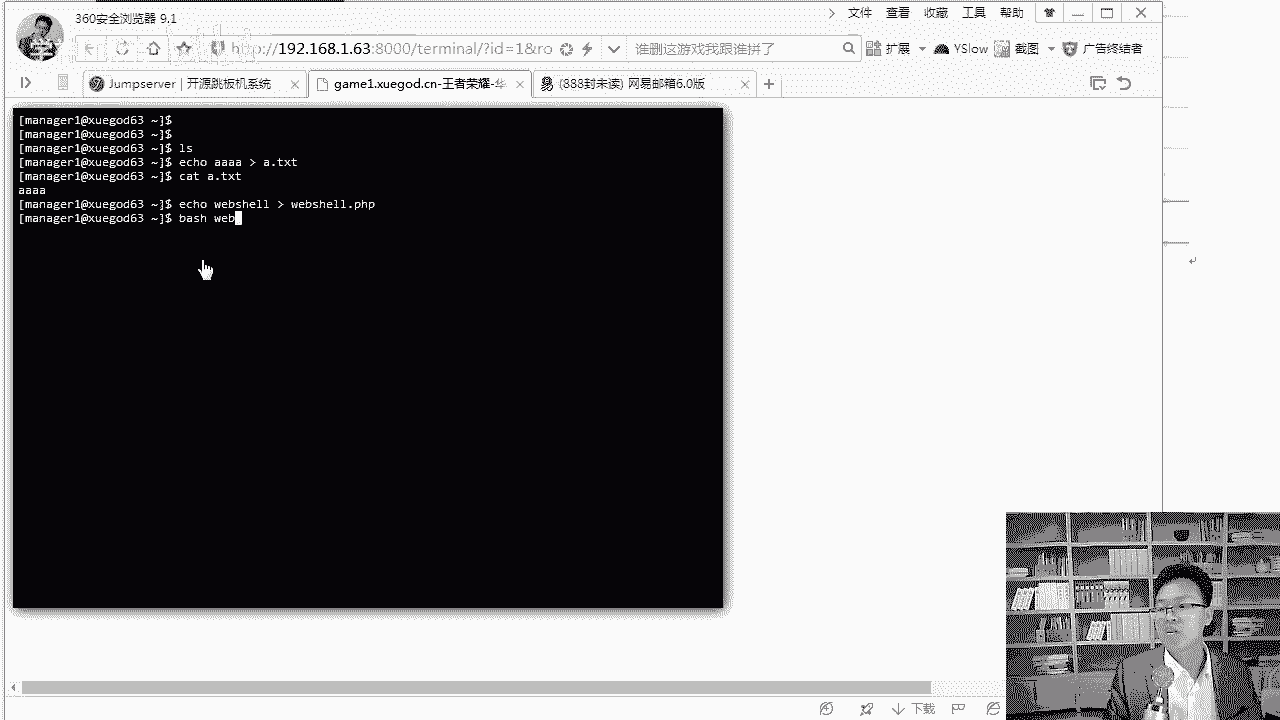 360安全浏览器 9.1
文件 查看 收藏 工具 帮助
http://192.168.1.63:8000/terminal/?id=1&ro
谁删这游戏我跟谁拼了
扩展
YSlow
截图
广告终结者
Jumpserver | 开源跳板机系统
game1.xuegod.cn-王者荣耀-华
(888封未读) 网易邮箱6.0版
[manager1@xuegod63 ~]$
[manager1@xuegod63 ~]$
[manager1@xuegod63 ~]$ ls
[manager1@xuegod63 ~]$ echo aaaa > a.txt
[manager1@xuegod63 ~]$ cat a.txt
aaaa
[manager1@xuegod63 ~]$ echo webshell > webshell.php
[manager1@xuegod63 ~]$ bash web
下载